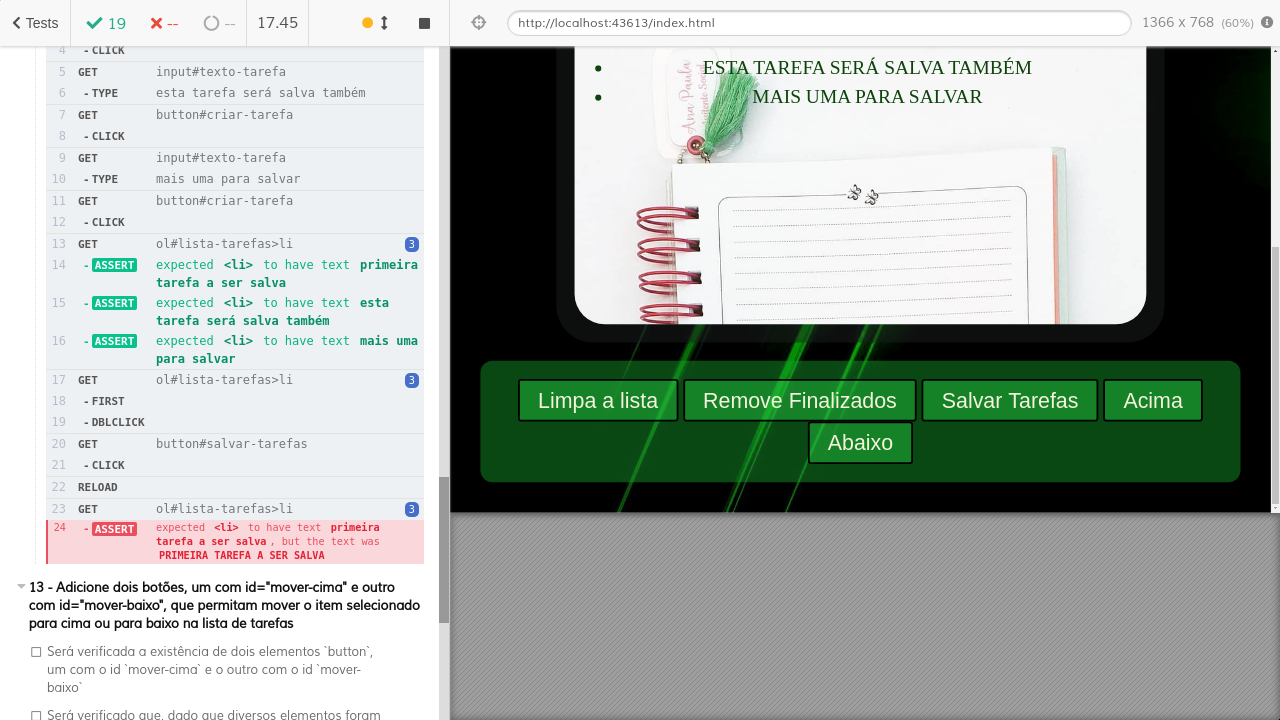 Tests
19
--
--
17.45
http://localhost:43613/index.html
1366 x 768 (60%)
4 - CLICK
5 GET input#texto-tarefa
6 - TYPE esta tarefa será salva também
7 GET button#criar-tarefa
8 - CLICK
9 GET input#texto-tarefa
10 - TYPE mais uma para salvar
11 GET button#criar-tarefa
12 - CLICK
13 GET ol#lista-tarefas>li 3
14 - ASSERT expected <li> to have text primeira
tarefa a ser salva
15 - ASSERT expected <li> to have text esta
tarefa será salva também
16 - ASSERT expected <li> to have text mais uma
para salvar
17 GET ol#lista-tarefas>li 3
18 - FIRST
19 - DBLCLICK
20 GET button#salvar-tarefas
21 - CLICK
22 RELOAD
23 GET ol#lista-tarefas>li 3
24 - ASSERT expected <li> to have text primeira
tarefa a ser salva, but the text was
PRIMEIRA TAREFA A SER SALVA
13 - Adicione dois botões, um com id="mover-cima" e outro
com id="mover-baixo", que permitam mover o item selecionado
para cima ou para baixo na lista de tarefas
Será verificada a existência de dois elementos `button`,
um com o id `mover-cima` e o outro com o id `mover-
baixo`
Será verificado que, dado que diversos elementos foram
ESTA TAREFA SERÁ SALVA TAMBÉM
MAIS UMA PARA SALVAR
Ana Paula
Limpa a lista
Remove Finalizados
Salvar Tarefas
Acima
Abaixo